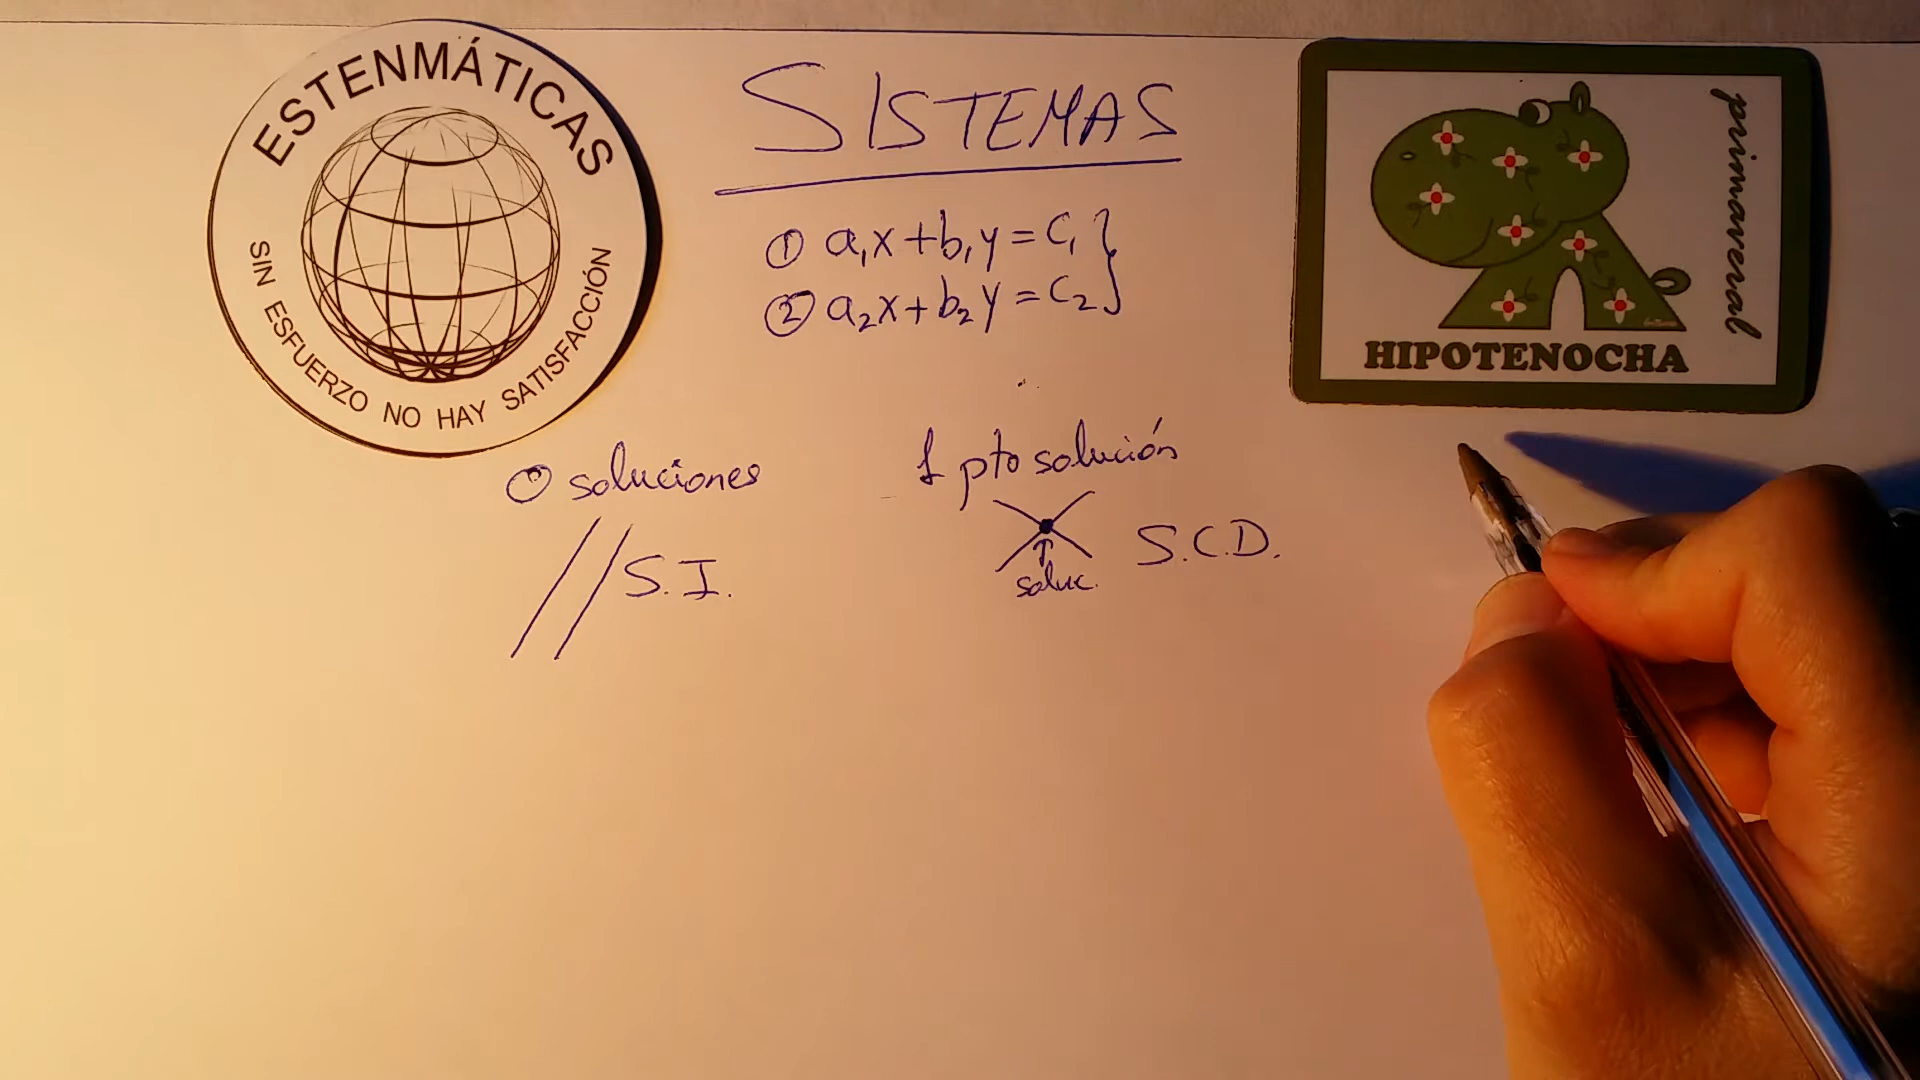 ESTENMÁTICAS
SIN ESFUERZO NO HAY SATISFACCIÓN
SISTEMAS
① a₁x+b₁y=C₁
② a₂x+b₂y=C₂
primaveral
HIPOTENOCHA
0 soluciones
S.I.
1 pto solución
soluc.
S.C.D.